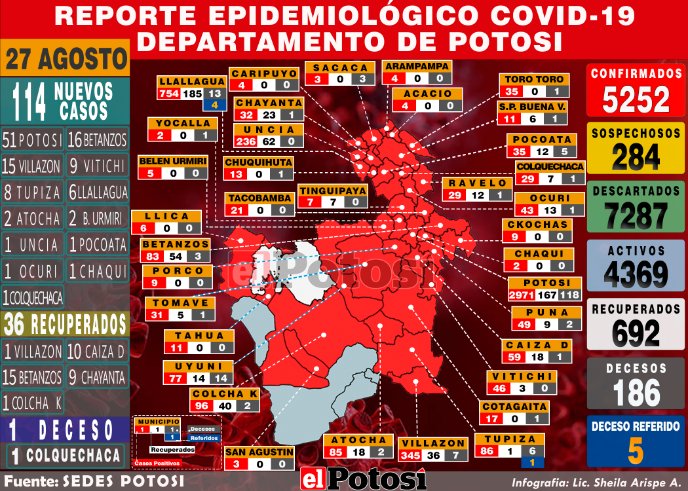 REPORTE EPIDEMIOLÓGICO COVID-19
DEPARTAMENTO DE POTOSI
27 AGOSTO
114 NUEVOS CASOS
51 POTOSI 16 BETANZOS
15 VILLAZON 9 VITICHI
8 TUPIZA 6 LLALLAGUA
2 ATOCHA 2 B. URMIRI
1 UNCIA 1 POCOATA
1 OCURI 1 CHAQUI
1 COLQUECHACA
36 RECUPERADOS
1 VILLAZON 10 CAIZA D
15 BETANZOS 9 CHAYANTA
1 COLCHA K
1 DECESO
1 COLQUECHACA
LLALLAGUA
754 185 13
4
CARIPUYO
4 0 0
SACACA
3 0 3
ARAMPAMPA
4 0 0
ACACIO
4 0 0
TORO TORO
35 0 1
S.P. BUENA V.
11 6 1
CHAYANTA
32 23 1
YOCALLA
2 0 1
UNCIA
236 62 0
POCOATA
35 12 5
BELEN URMIRI
5 0 0
CHUQUIHUTA
13 0 1
COLQUECHACA
29 7 1
TINGUIPAYA
7 7 0
RAVELO
29 12 1
TACOBAMBA
21 0 0
OCURI
43 13 1
LLICA
6 0 0
CKOCHAS
9 0 0
BETANZOS
83 54 3
CHAQUI
2 0 0
PORCO
9 0 0
POTOSI
2971 167 118
TOMAVE
31 5 1
PUNA
49 9 2
TAHUA
11 0 0
CAIZA D
59 18 1
UYUNI
77 14 14
VITICHI
46 3 0
COLCHA K
96 40 2
COTAGAITA
17 0 1
SAN AGUSTIN
3 0 0
ATOCHA
85 18 2
VILLAZON
345 36 7
TUPIZA
86 1 6
1
MUNICIPIO
1 1 1
1
Deceso
Referidos
Recuperados
Casos Positivos
elPotosí
CONFIRMADOS
5252
SOSPECHOSOS
284
DESCARTADOS
7287
ACTIVOS
4369
RECUPERADOS
692
DECESOS
186
DECESO REFERIDO
5
Fuente: SEDES POTOSI
elPotosí
Infografía: Lic. Sheila Arispe A.